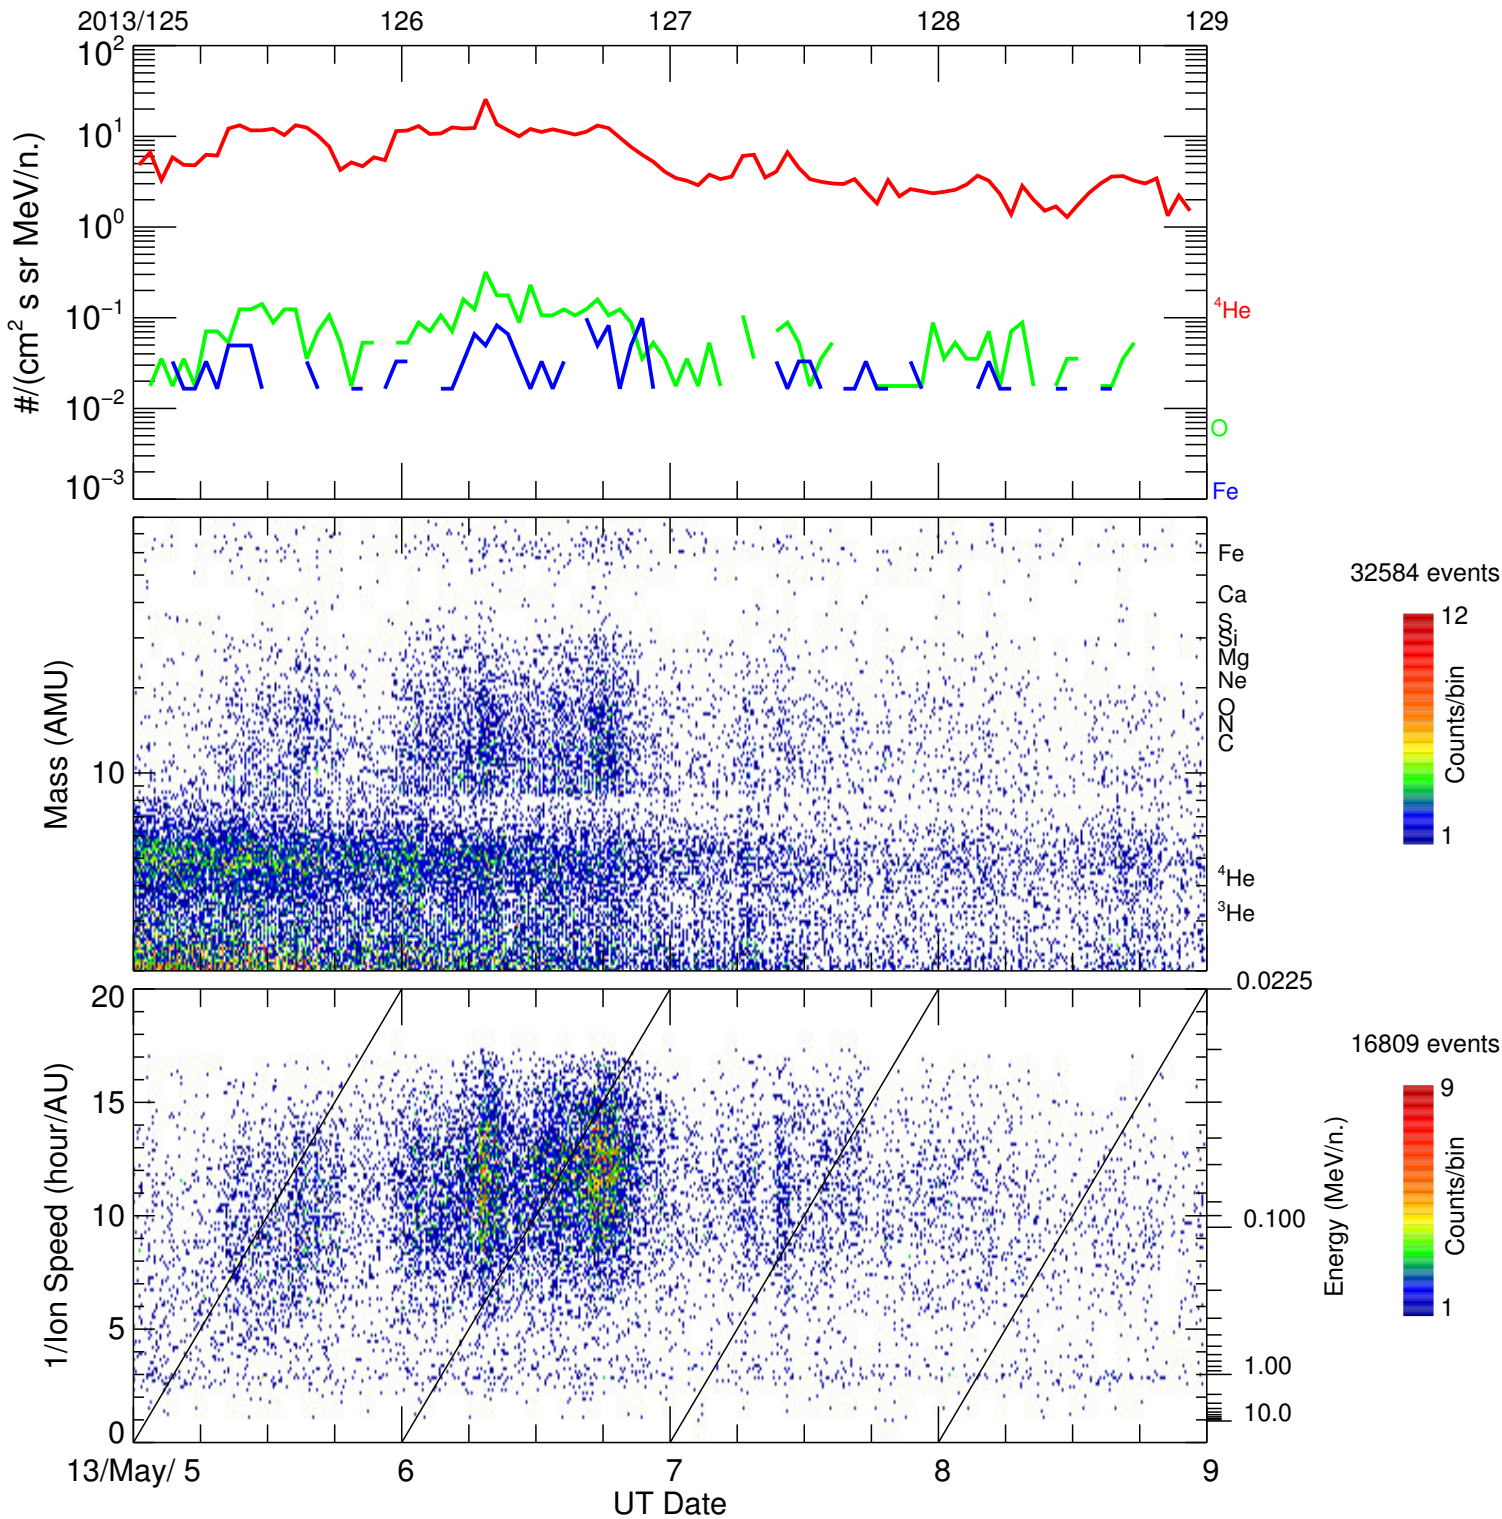 2013/125 126 127 128 129
10²
10¹
10⁰
10⁻¹
10⁻²
10⁻³
#/(cm² s sr MeV/n.)
⁴He
O
Fe
Mass (AMU)
10
Fe
Ca
S
Si
Mg
Ne
O
N
C
⁴He
³He
32584 events
12
Counts/bin
1
1/Ion Speed (hour/AU)
20
15
10
5
0
0.0225
0.100
1.00
10.0
Energy (MeV/n.)
16809 events
9
Counts/bin
1
13/May/ 5 6 7 8 9
UT Date